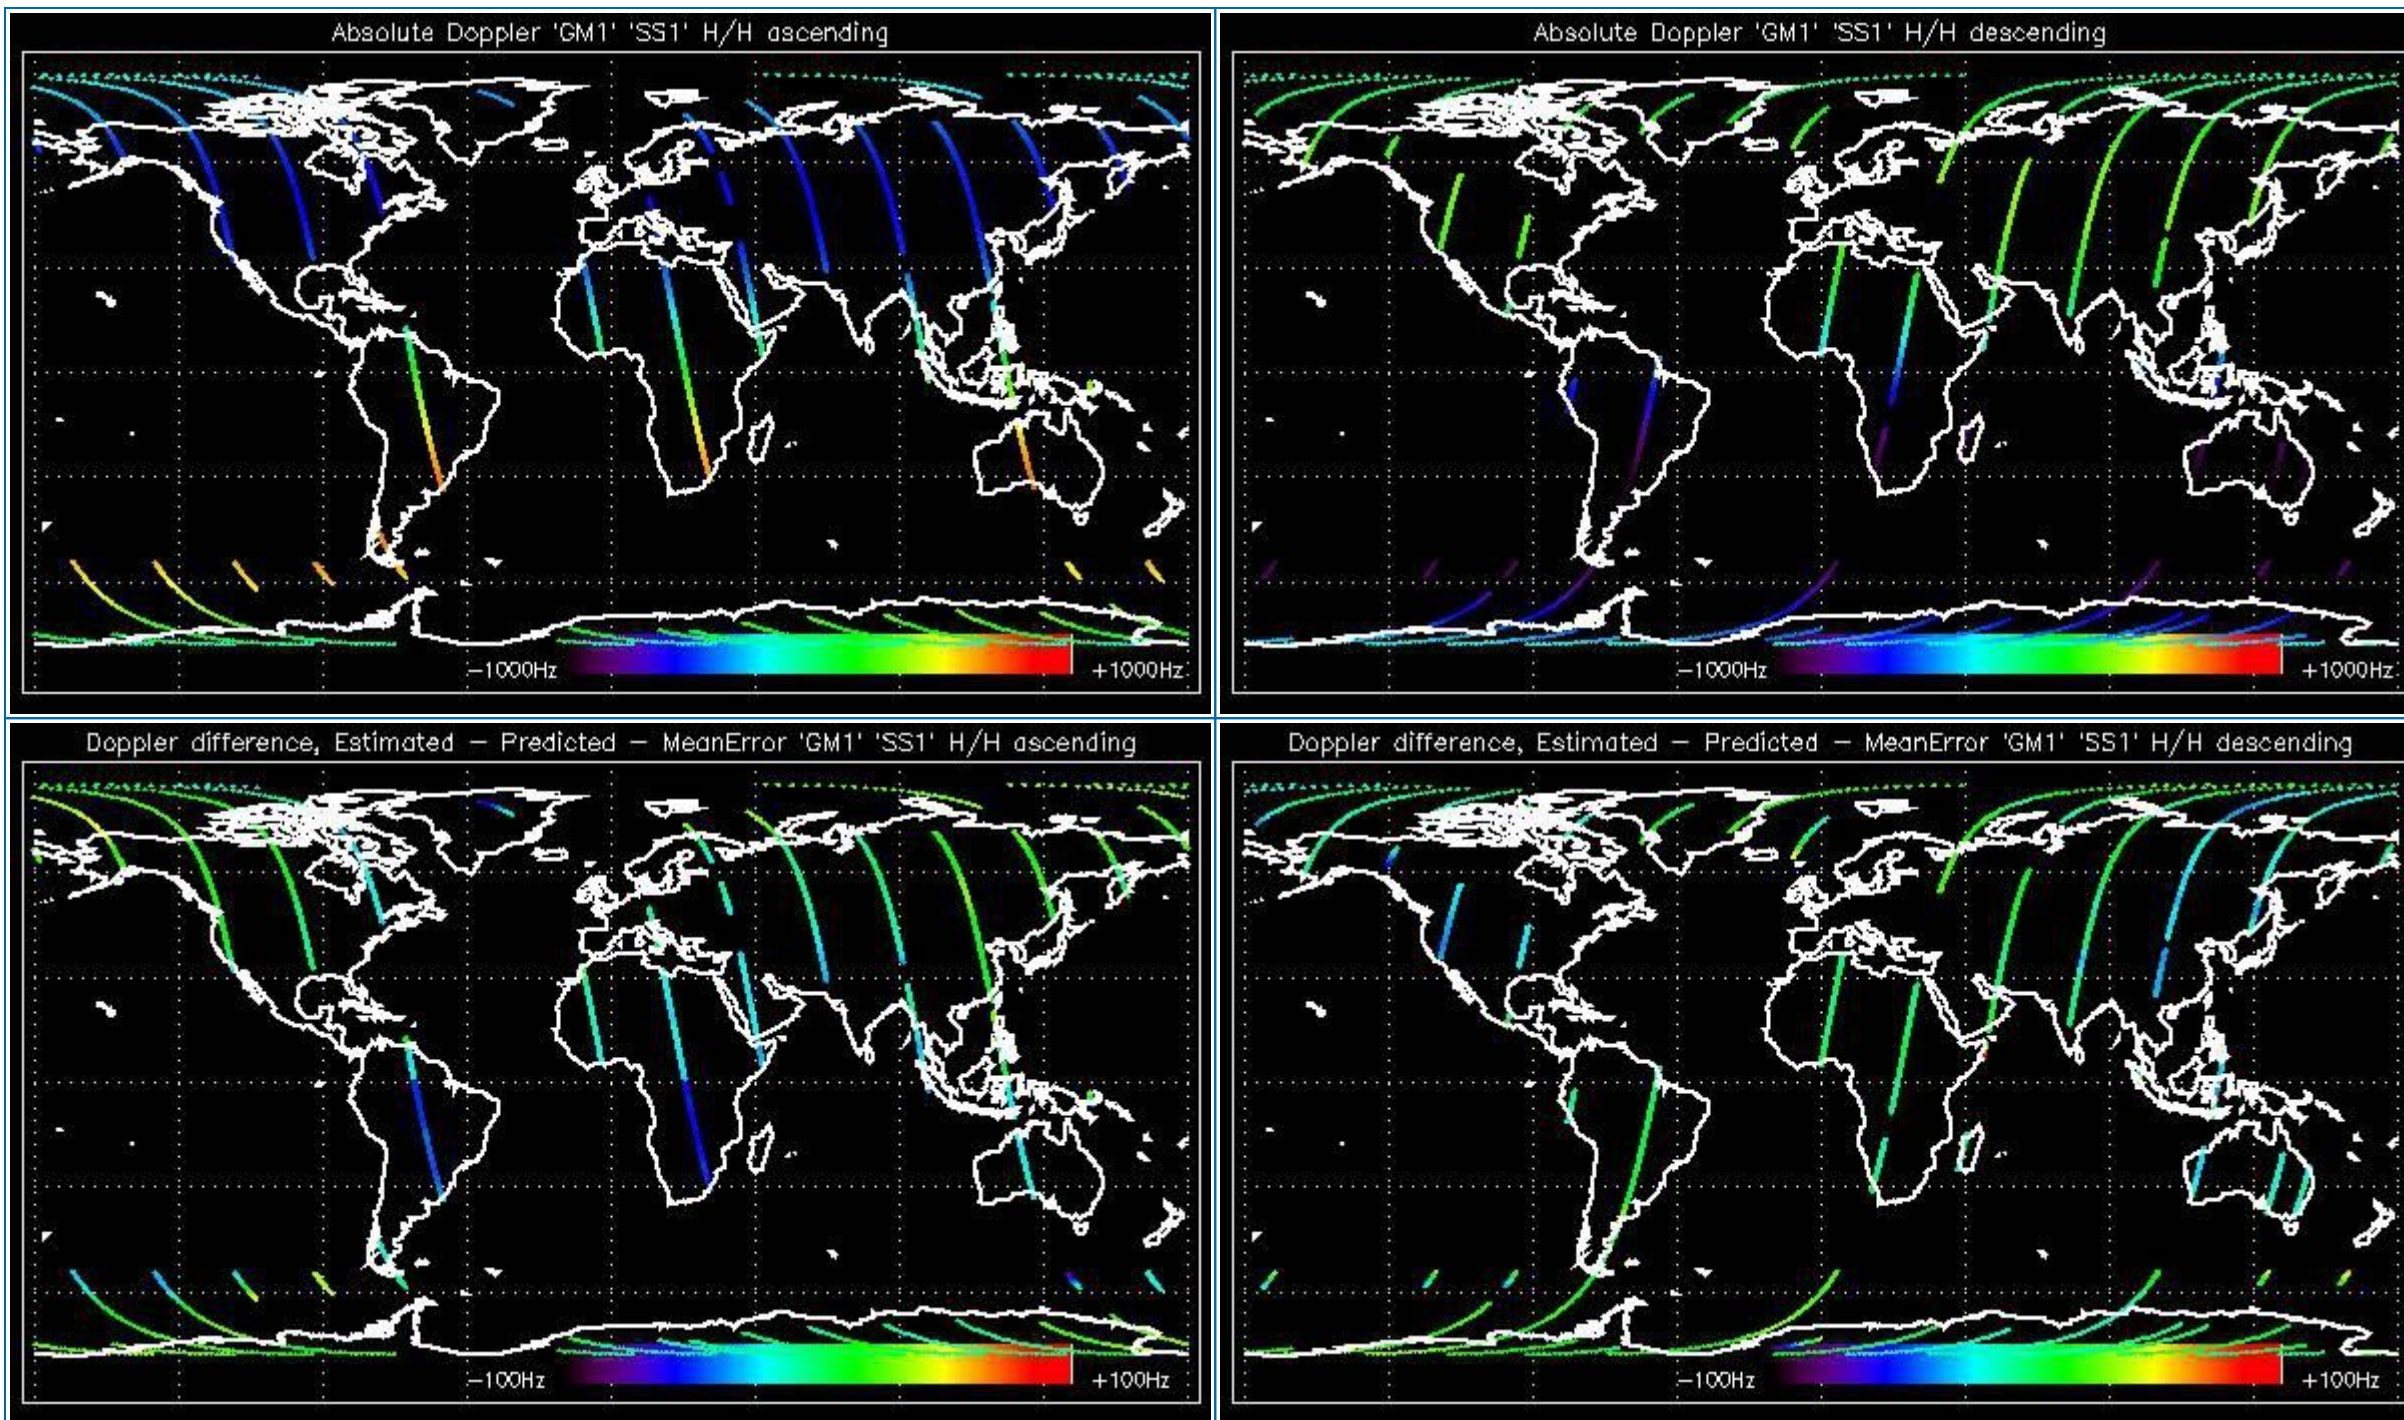 Absolute Doppler 'GM1' 'SS1' H/H ascending
−1000Hz
+1000Hz
Absolute Doppler 'GM1' 'SS1' H/H descending
−1000Hz
+1000Hz
Doppler difference, Estimated − Predicted − MeanError 'GM1' 'SS1' H/H ascending
−100Hz
+100Hz
Doppler difference, Estimated − Predicted − MeanError 'GM1' 'SS1' H/H descending
−100Hz
+100Hz